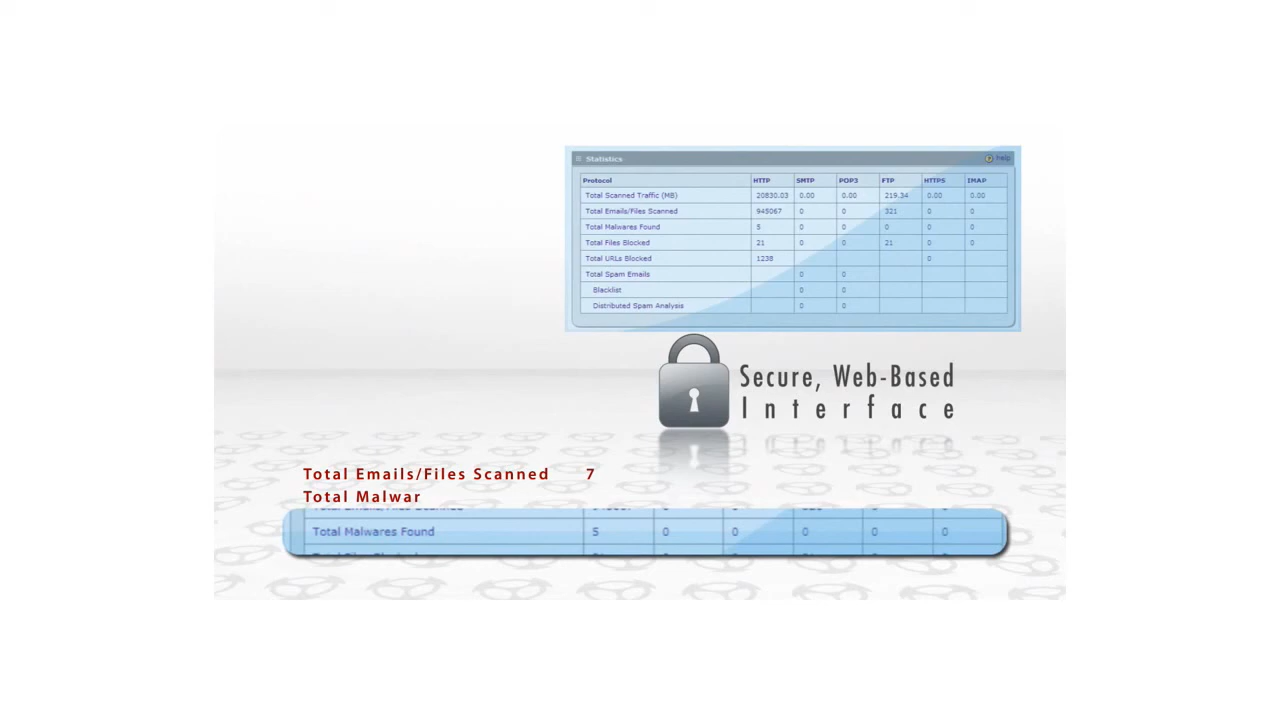 Statistics help
Protocol HTTP SMTP POP3 FTP HTTPS IMAP
Total Scanned Traffic (MB) 20830.03 0.00 0.00 219.34 0.00 0.00
Total Emails/Files Scanned 945067 0 0 321 0 0
Total Malwares Found 5 0 0 0 0 0
Total Files Blocked 21 0 0 21 0 0
Total URLs Blocked 1238 0
Total Spam Emails 0 0
Blacklist 0 0
Distributed Spam Analysis 0 0
Secure, Web-Based
Interface
Total Emails/Files Scanned 7
Total Malwar
Total Malwares Found 5 0 0 0 0 0